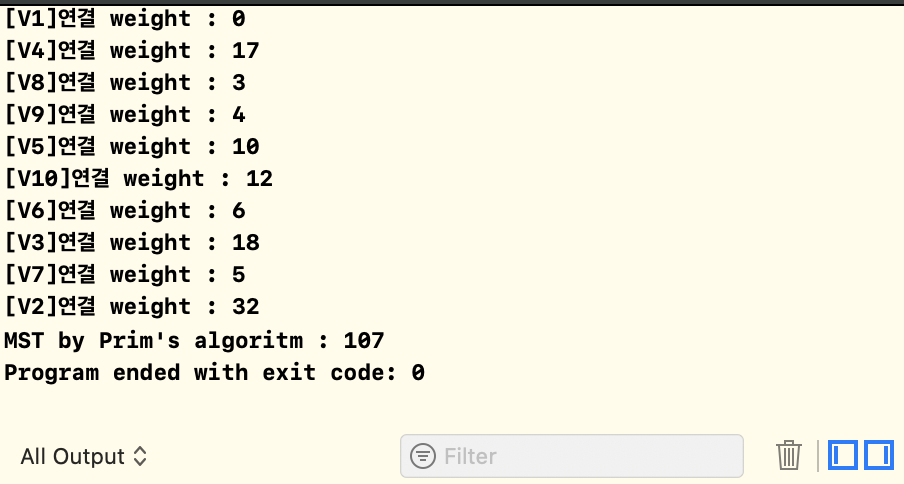 [V1]연결 weight : 0
[V4]연결 weight : 17
[V8]연결 weight : 3
[V9]연결 weight : 4
[V5]연결 weight : 10
[V10]연결 weight : 12
[V6]연결 weight : 6
[V3]연결 weight : 18
[V7]연결 weight : 5
[V2]연결 weight : 32
MST by Prim's algoritm : 107
Program ended with exit code: 0
All Output
Filter